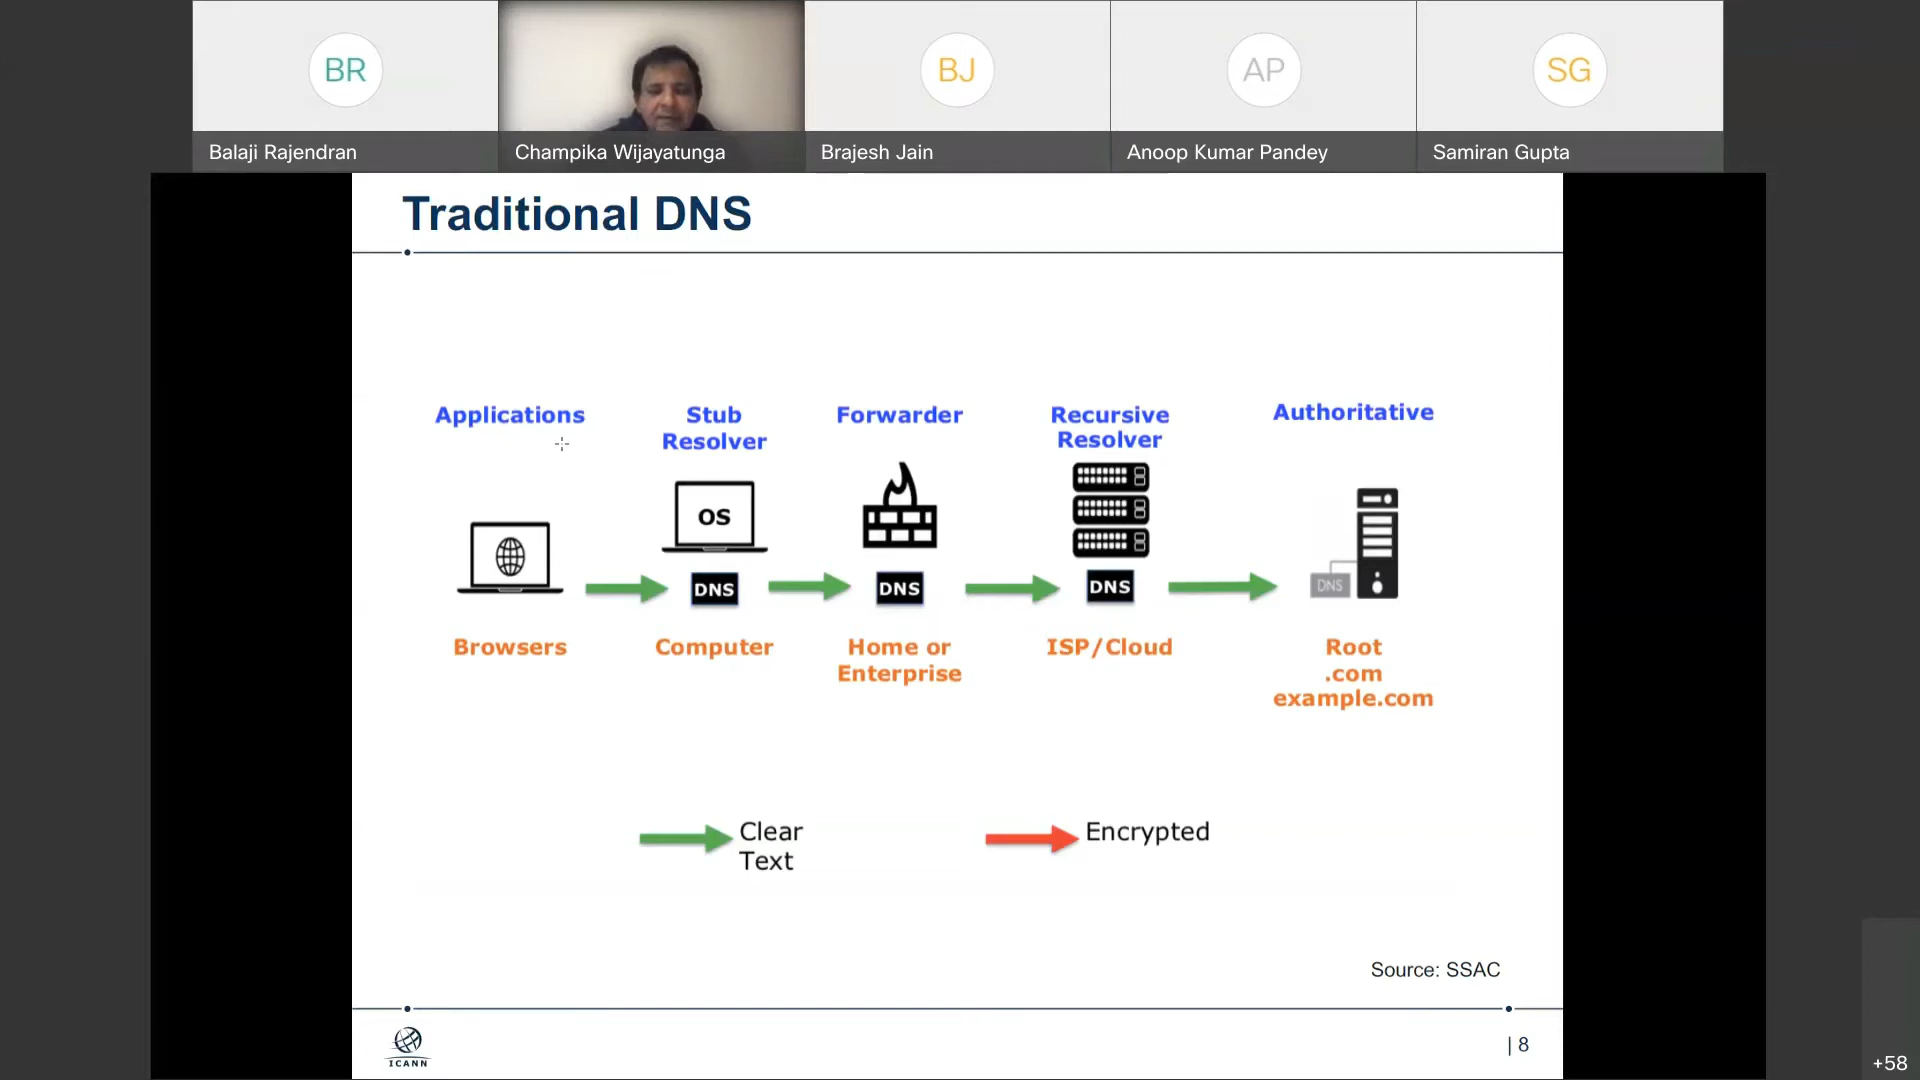 BR
BJ
AP
SG
Balaji Rajendran
Champika Wijayatunga
Brajesh Jain
Anoop Kumar Pandey
Samiran Gupta
Traditional DNS
Applications
Stub
Resolver
Forwarder
Recursive
Resolver
Authoritative
OS
DNS
DNS
DNS
DNS
Browsers
Computer
Home or
Enterprise
ISP/Cloud
Root
.com
example.com
Clear
Text
Encrypted
Source: SSAC
ICANN
| 8
+58